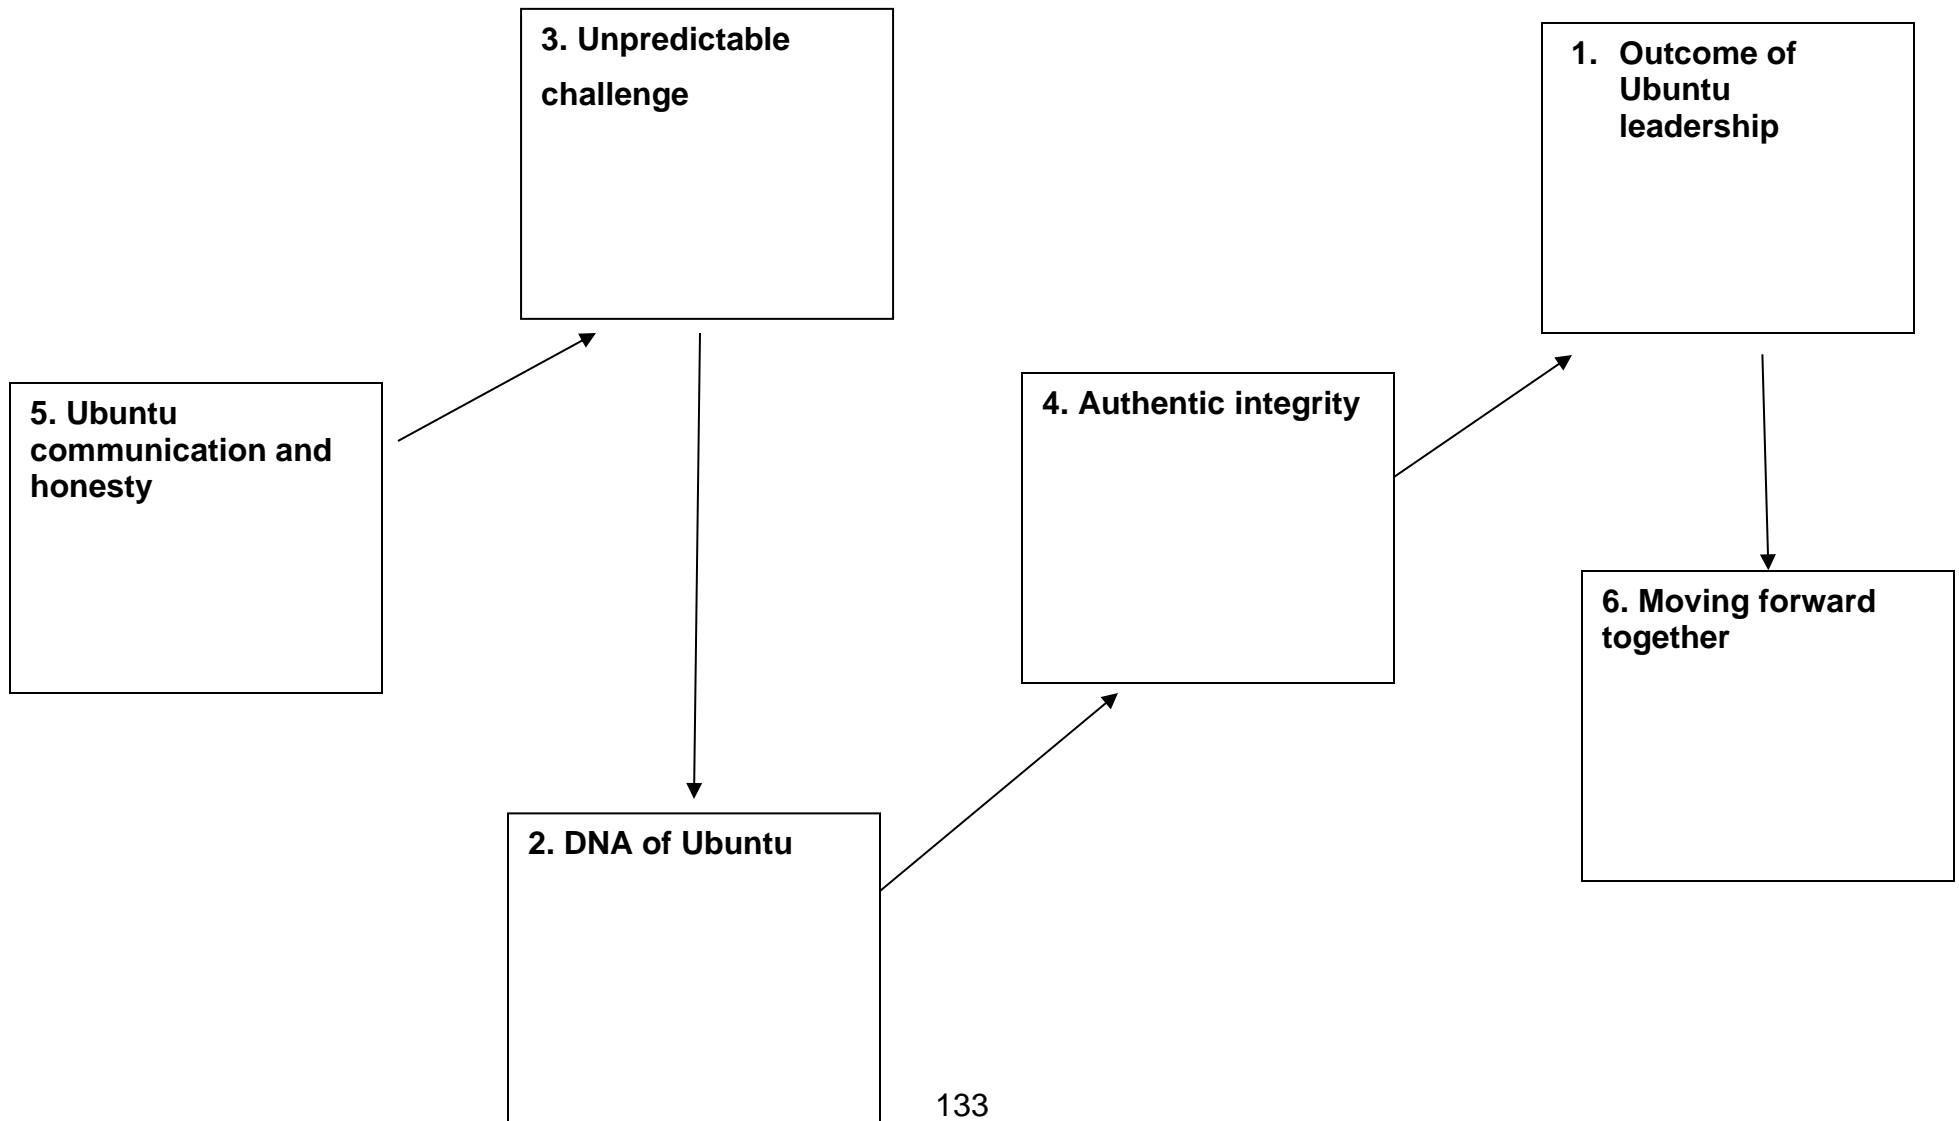 3. Unpredictable
challenge
1. Outcome of
Ubuntu
leadership
5. Ubuntu
communication and
honesty
4. Authentic integrity
6. Moving forward
together
2. DNA of Ubuntu
133